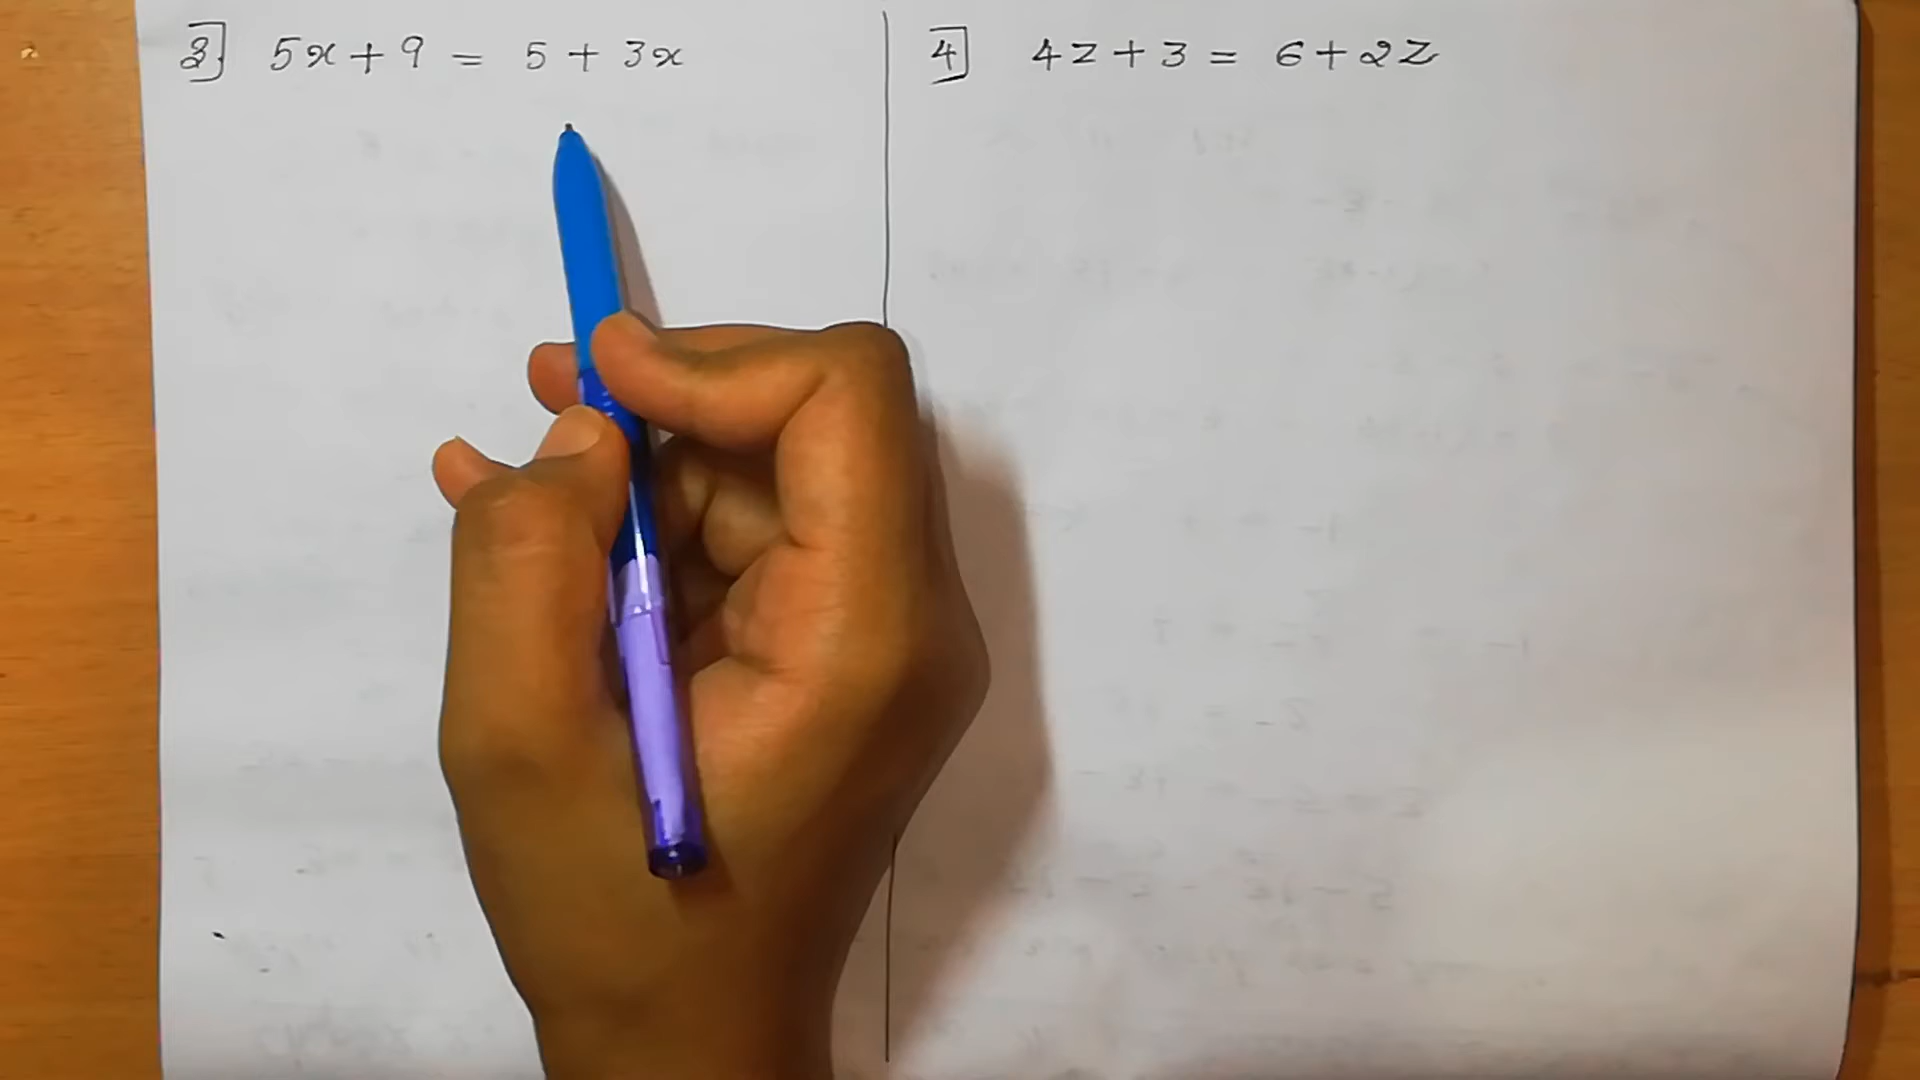 3] 5x + 9 = 5 + 3x
4] 4z + 3 = 6 + 2z